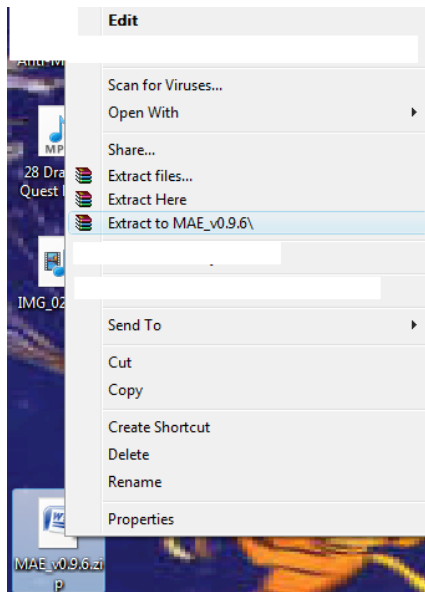 Edit
Scan for Viruses...
Open With
Share...
28 Dra
Quest
Extract files...
Extract Here
Extract to MAE_v0.9.6\
IMG_02
Send To
Cut
Copy
Create Shortcut
Delete
Rename
Properties
MAE_v0.9.6.zi
p